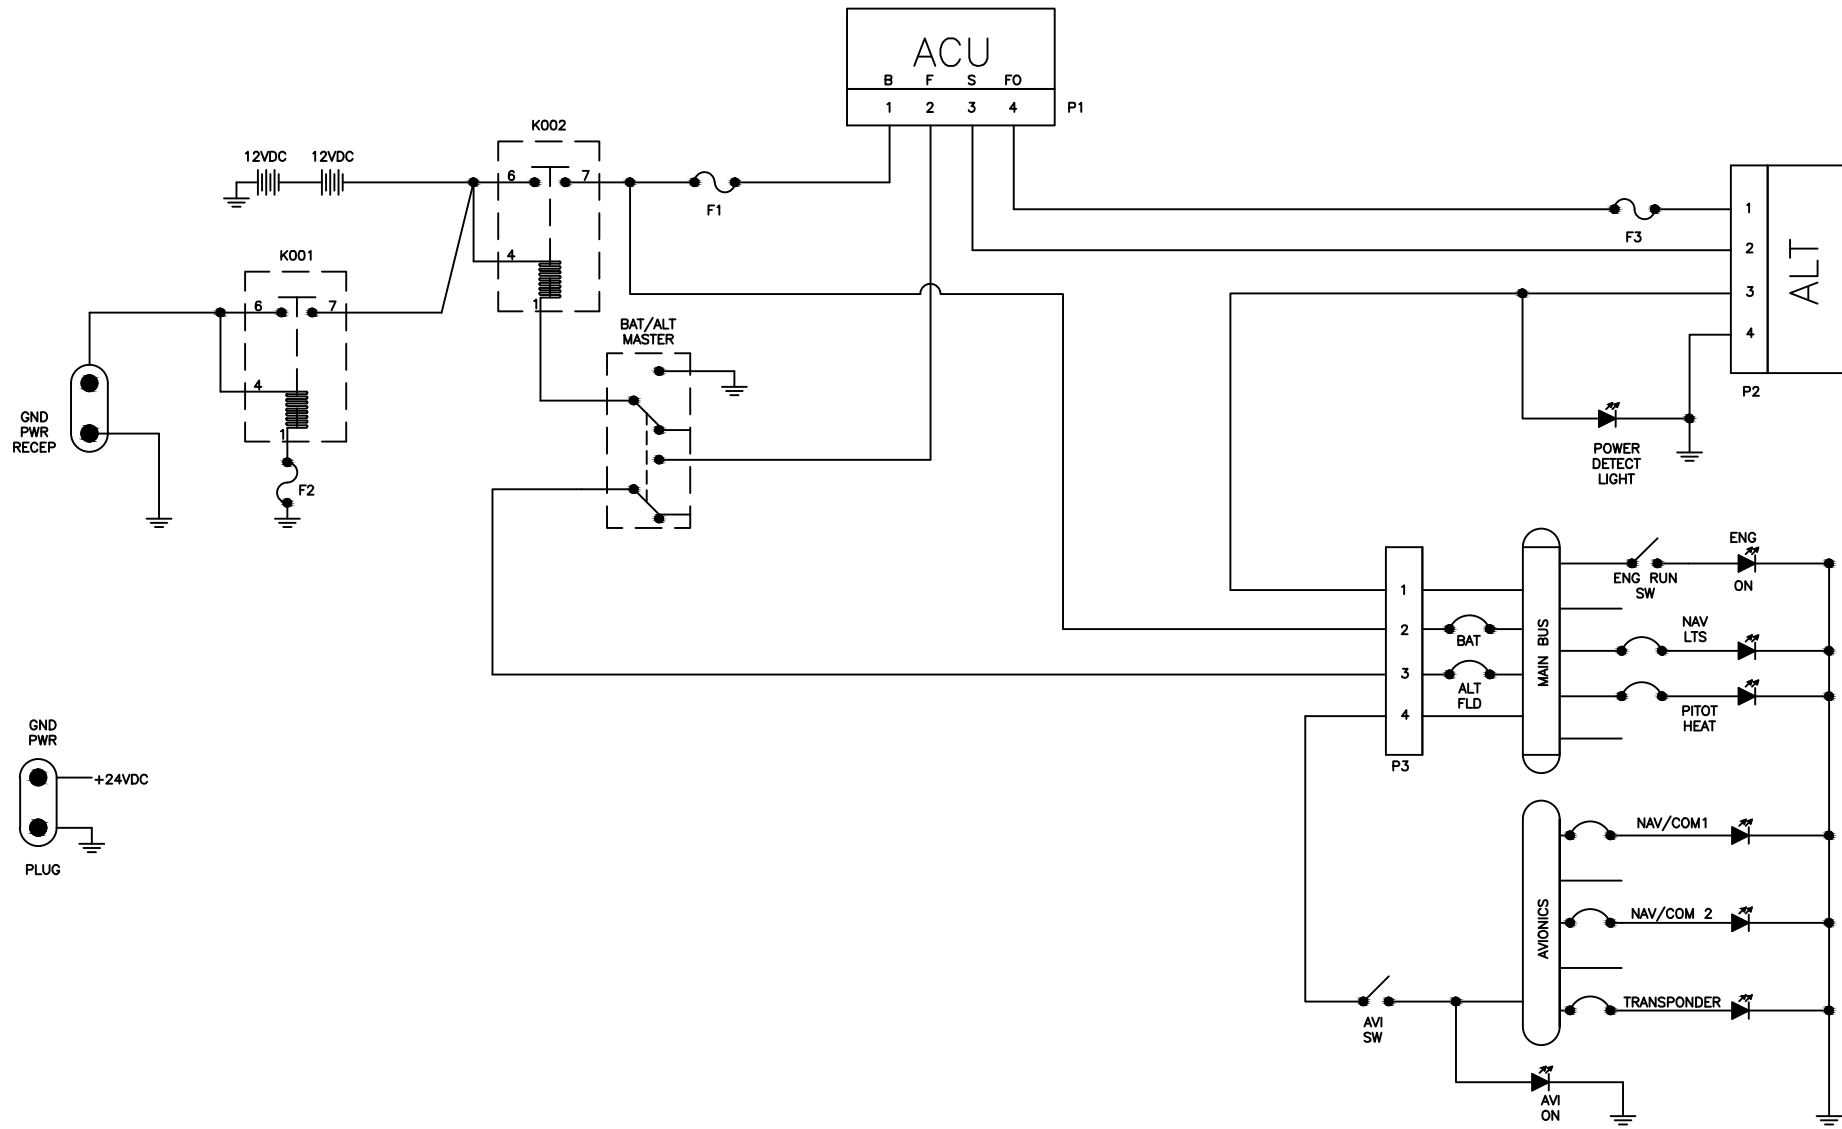 ACU
B F S FO
1 2 3 4 P1
K002
12VDC 12VDC
6 7
F1
4
1
K001
6 7
4
1
F2
GND
PWR
RECEP
BAT/ALT
MASTER
F3
1
2
3
4
ALT
P2
POWER
DETECT
LIGHT
1
2
3
4
P3
BAT
ALT
FLD
MAIN BUS
ENG
ENG RUN
SW
ON
NAV
LTS
PITOT
HEAT
GND
PWR
+24VDC
PLUG
AVIONICS
NAV/COM1
NAV/COM 2
TRANSPONDER
AVI
SW
AVI
ON